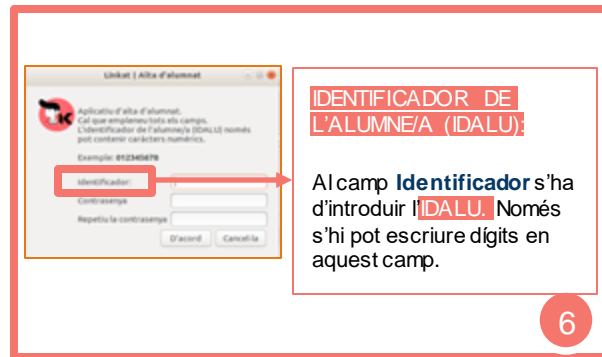 Linkat | Alta d'alumnat
Aplicatiu d'alta d'alumnat.
Cal que empleneu tots els camps.
L'identificador de l'alumne/a (IDALU) només
pot contenir caràcters numèrics.
Exemple: 012345678
Identificador:
Contrasenya
Repetiu la contrasenya
D'acord Cancel·la
IDENTIFICADOR DE
L'ALUMNE/A (IDALU):
Al camp Identificador s'ha
d'introduir l'IDALU. Només
s'hi pot escriure dígits en
aquest camp.
6